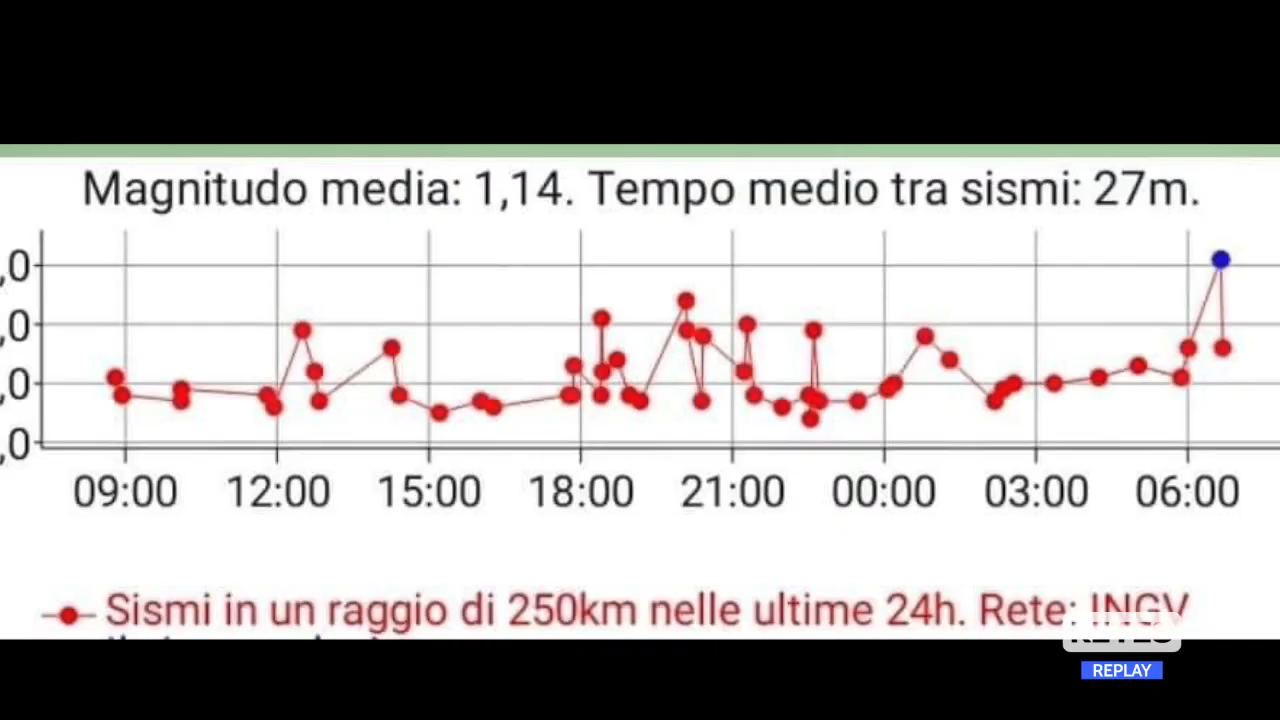 Magnitudo media: 1,14. Tempo medio tra sismi: 27m.
,0
,0
,0
,0
09:00 12:00 15:00 18:00 21:00 00:00 03:00 06:00
Sismi in un raggio di 250km nelle ultime 24h. Rete: INGV
REPLAY